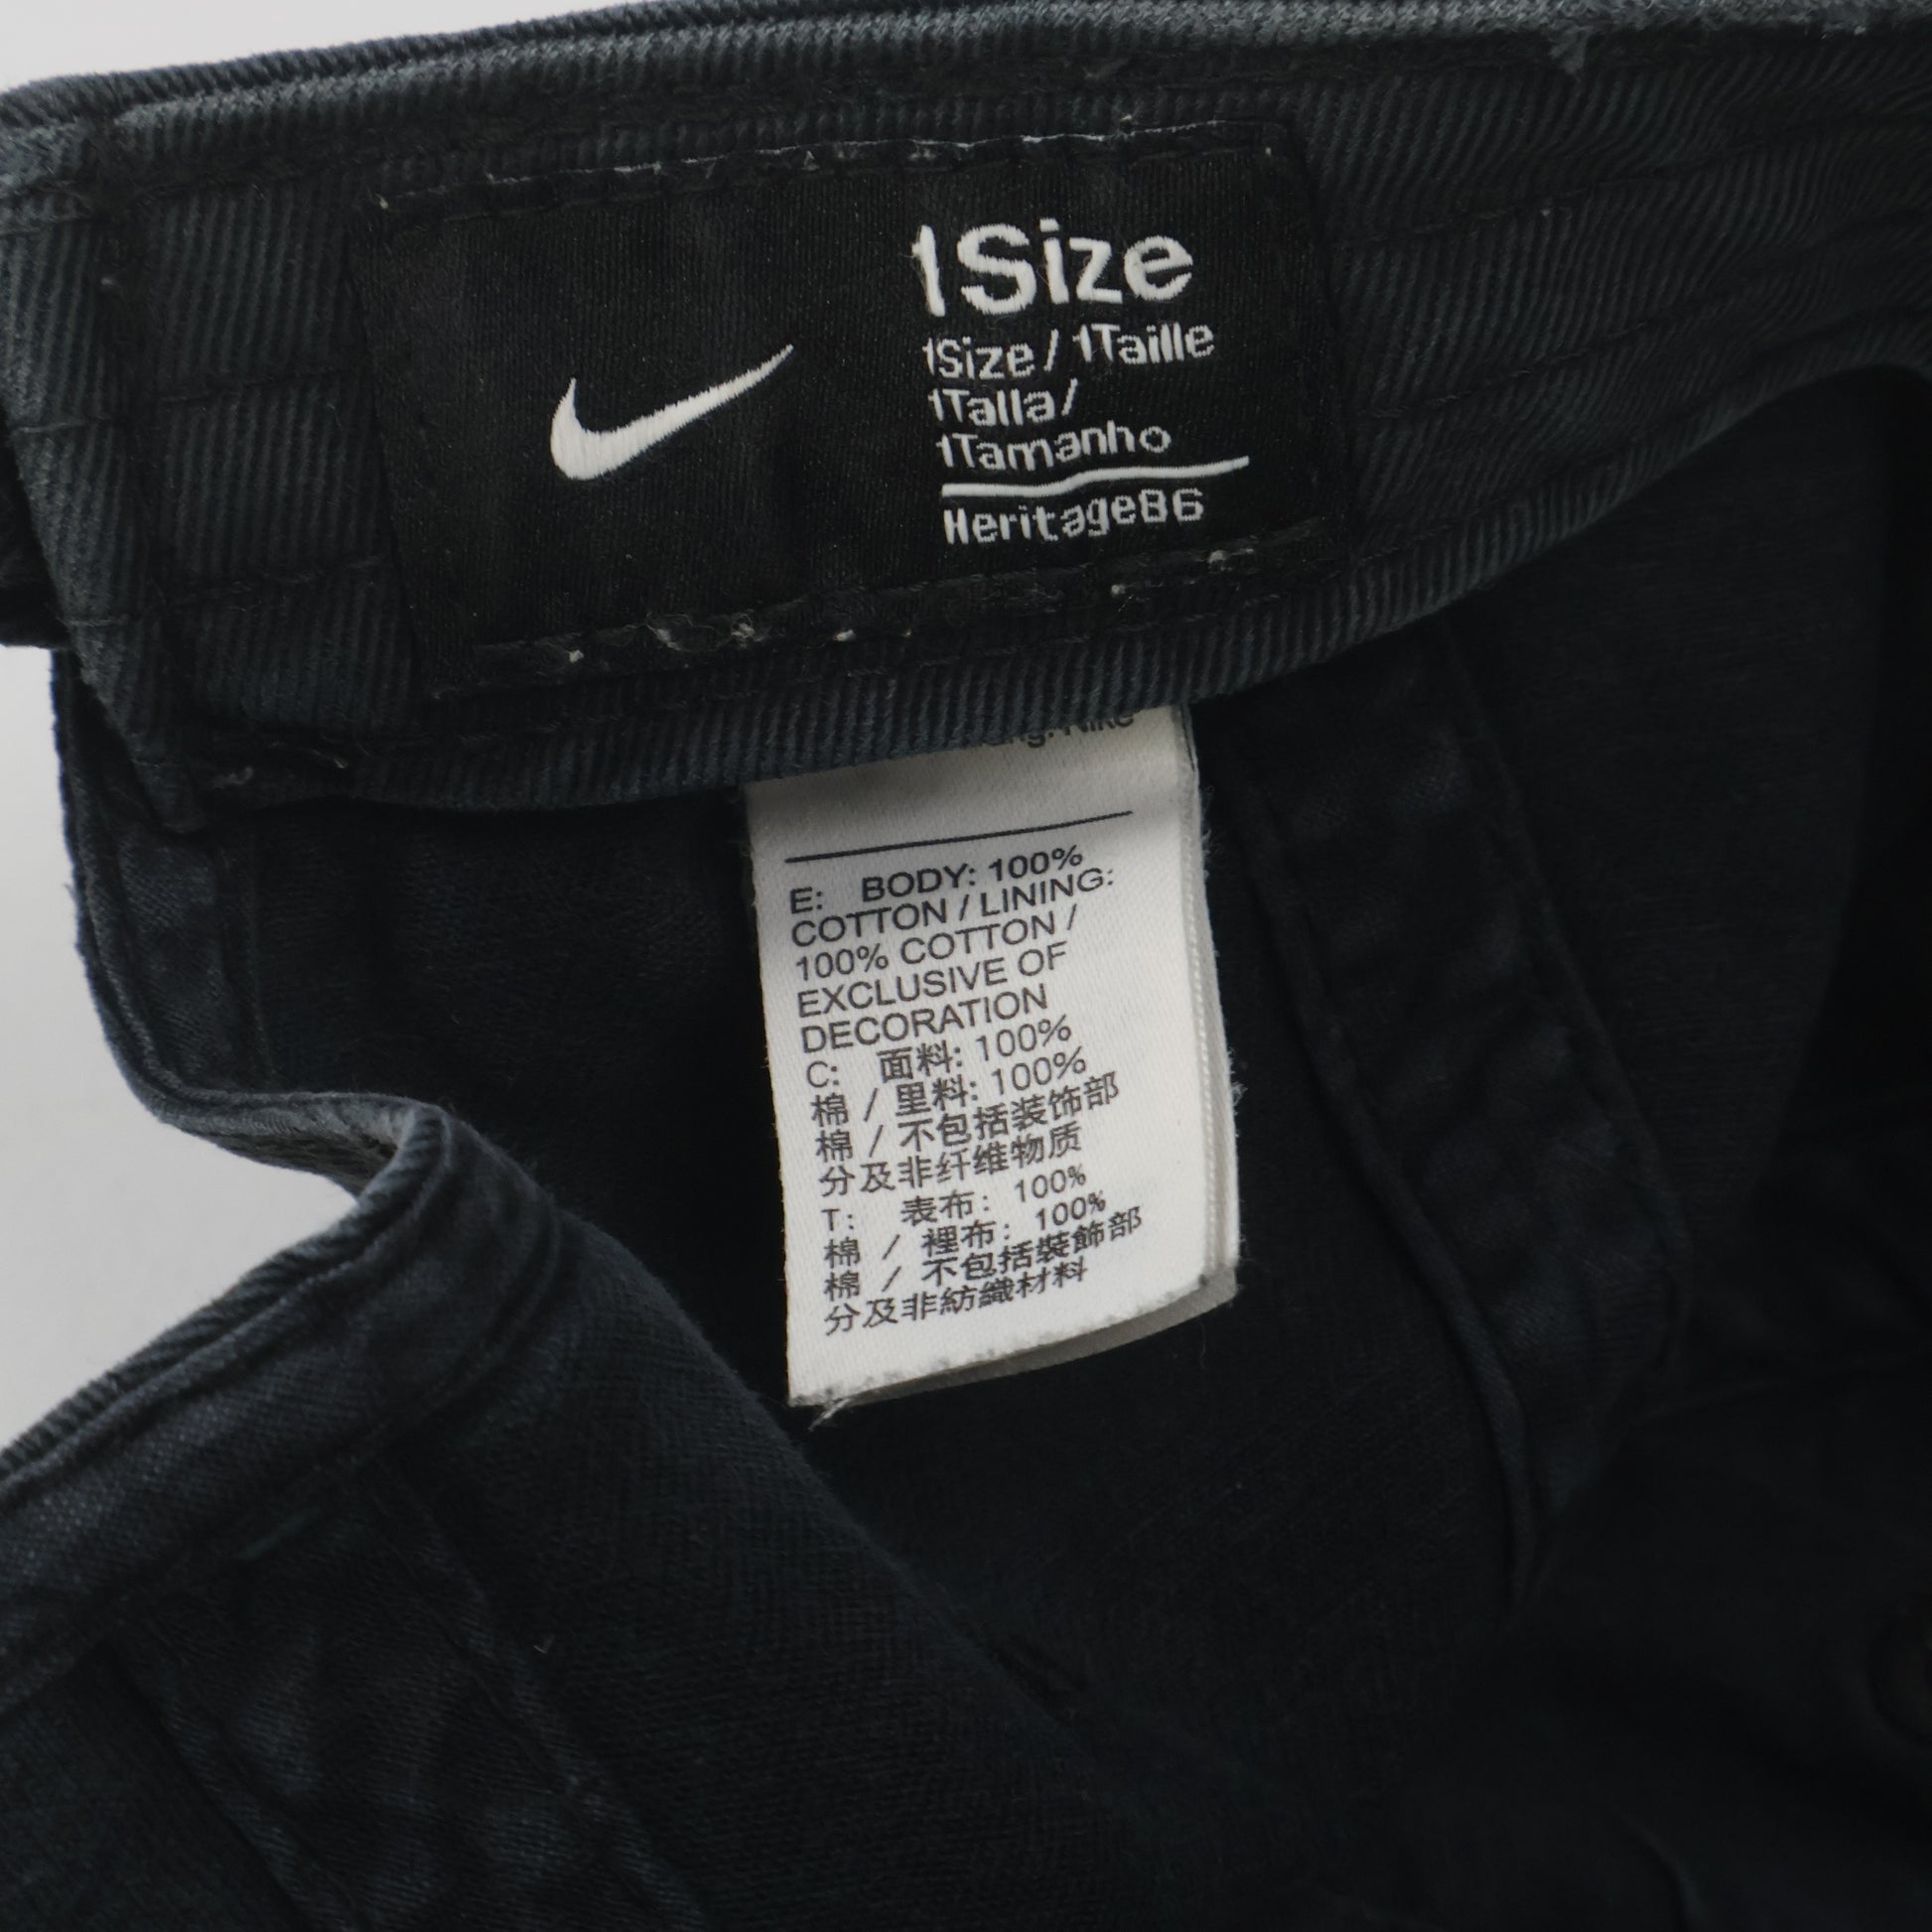 1Size
1Size / 1Taille
1Talla/
1Tamanho
Heritage86
Nike
E: BODY: 100%
COTTON / LINING:
100% COTTON /
EXCLUSIVE OF
DECORATION
C: 面料: 100%
棉 / 里料: 100%
棉 / 不包括装饰部
分及非纤维物质
T: 表布: 100%
棉 / 裡布: 100%
棉 / 不包括裝飾部
分及非紡織材料